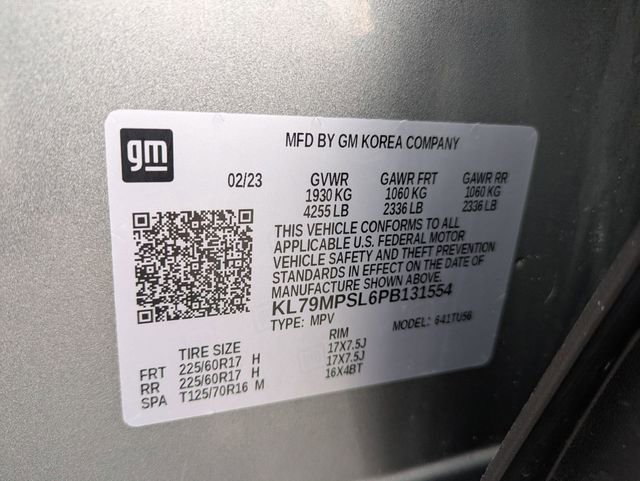 gm
MFD BY GM KOREA COMPANY
02/23 GVWR GAWR FRT GAWR RR
1930 KG 1060 KG 1060 KG
4255 LB 2336 LB 2336 LB
THIS VEHICLE CONFORMS TO ALL
APPLICABLE U.S. FEDERAL MOTOR
VEHICLE SAFETY AND THEFT PREVENTION
STANDARDS IN EFFECT ON THE DATE OF
MANUFACTURE SHOWN ABOVE.
KL79MPSL6PB131554
TYPE: MPV MODEL: 641TU56
TIRE SIZE RIM
FRT 225/60R17 H 17X7.5J
RR 225/60R17 H 17X7.5J
SPA T125/70R16 M 16X4BT